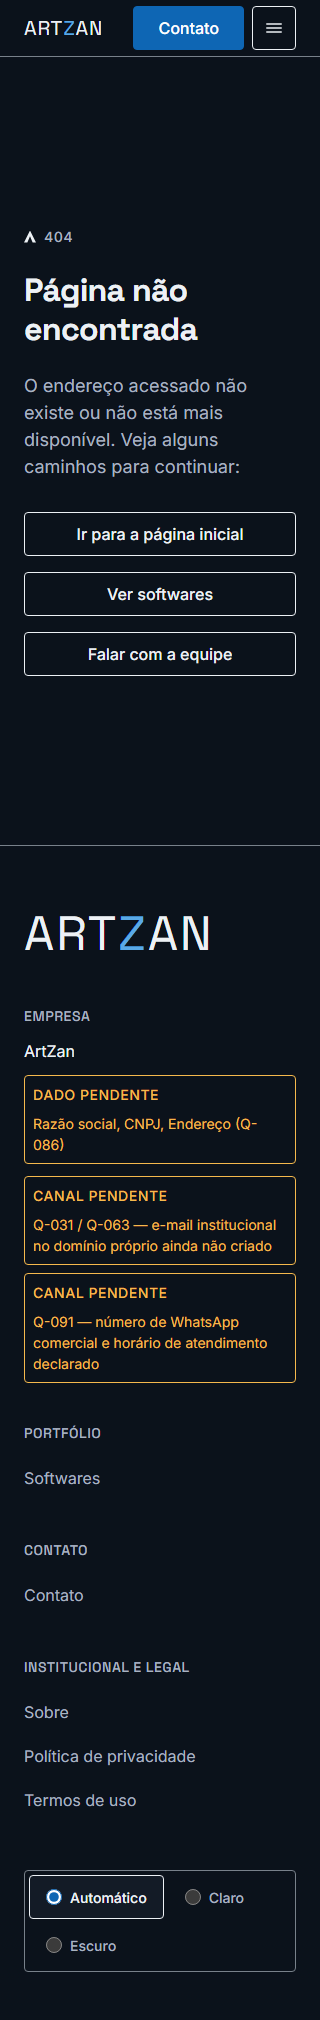 ARTZAN
Contato
404
Página não
encontrada
O endereço acessado não
existe ou não está mais
disponível. Veja alguns
caminhos para continuar:
Ir para a página inicial
Ver softwares
Falar com a equipe
ARTZAN
EMPRESA
ArtZan
DADO PENDENTE
Razão social, CNPJ, Endereço (Q-
086)
CANAL PENDENTE
Q-031 / Q-063 — e-mail institucional
no domínio próprio ainda não criado
CANAL PENDENTE
Q-091 — número de WhatsApp
comercial e horário de atendimento
declarado
PORTFÓLIO
Softwares
CONTATO
Contato
INSTITUCIONAL E LEGAL
Sobre
Política de privacidade
Termos de uso
Automático
Claro
Escuro